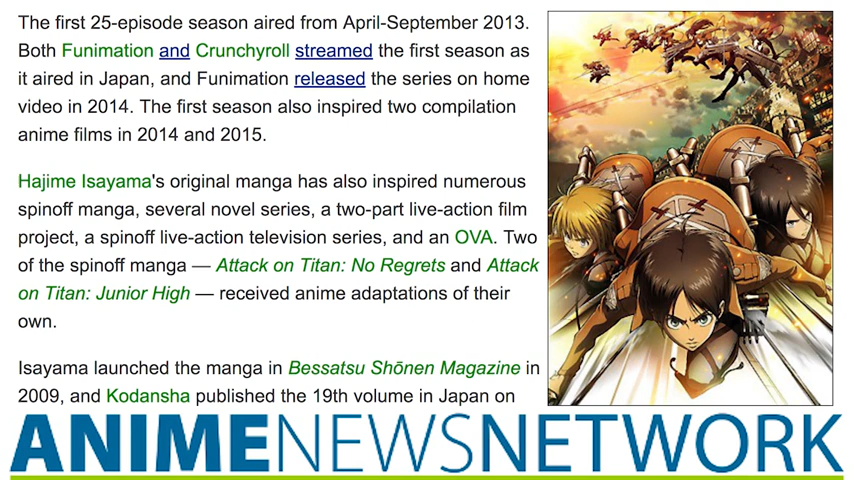 The first 25-episode season aired from April-September 2013.
Both Funimation and Crunchyroll streamed the first season as
it aired in Japan, and Funimation released the series on home
video in 2014. The first season also inspired two compilation
anime films in 2014 and 2015.
Hajime Isayama's original manga has also inspired numerous
spinoff manga, several novel series, a two-part live-action film
project, a spinoff live-action television series, and an OVA. Two
of the spinoff manga — Attack on Titan: No Regrets and Attack
on Titan: Junior High — received anime adaptations of their
own.
Isayama launched the manga in Bessatsu Shōnen Magazine in
2009, and Kodansha published the 19th volume in Japan on
ANIMENEWSNETWORK